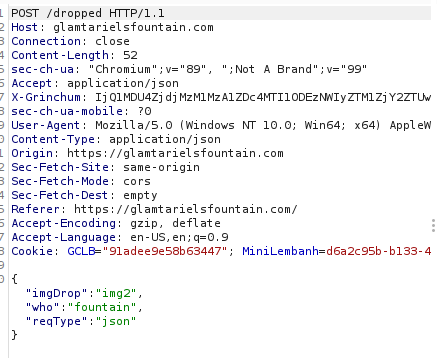 POST /dropped HTTP/1.1
Host: glamtarielsfountain.com
Connection: close
Content-Length: 52
sec-ch-ua: "Chromium";v="89", ";Not A Brand";v="99"
Accept: application/json
X-Grinchum: IjQ1MDU4ZjdjMzM1MzA1ZDc4MTI1ODEzNWIyZTM1ZjY2ZTUw
sec-ch-ua-mobile: ?0
User-Agent: Mozilla/5.0 (Windows NT 10.0; Win64; x64) AppleW
Content-Type: application/json
Origin: https://glamtarielsfountain.com
Sec-Fetch-Site: same-origin
Sec-Fetch-Mode: cors
Sec-Fetch-Dest: empty
Referer: https://glamtarielsfountain.com/
Accept-Encoding: gzip, deflate
Accept-Language: en-US,en;q=0.9
Cookie: GCLB="91adee9e58b63447"; MiniLembanh=d6a2c95b-b133-4
{
"imgDrop":"img2",
"who":"fountain",
"reqType":"json"
}